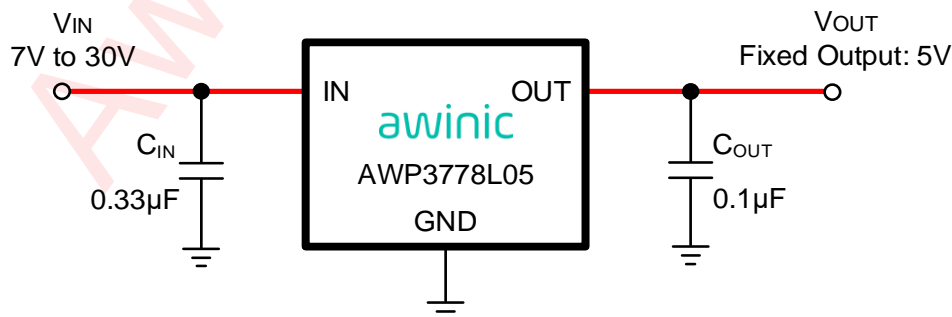 VIN
7V to 30V
VOUT
Fixed Output: 5V
IN
OUT
awinic
CIN
0.33µF
AWP3778L05
COUT
0.1µF
GND
Aw